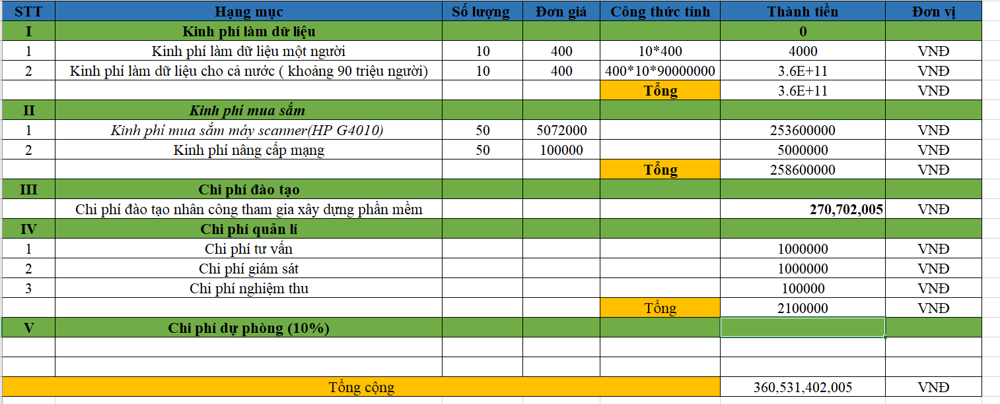 STT Hạng mục Số lượng Đơn giá Công thức tính Thành tiền Đơn vị
I Kinh phí làm dữ liệu 0
1 Kinh phí làm dữ liệu một người 10 400 10*400 4000 VNĐ
2 Kinh phí làm dữ liệu cho cả nước ( khoảng 90 triệu người) 10 400 400*10*90000000 3.6E+11 VNĐ
Tổng 3.6E+11 VNĐ
II Kinh phí mua sắm
1 Kinh phí mua sắm máy scanner(HP G4010) 50 5072000 253600000 VNĐ
2 Kinh phí nâng cấp mạng 50 100000 5000000 VNĐ
Tổng 258600000 VNĐ
III Chi phí đào tạo
Chi phí đào tạo nhân công tham gia xây dựng phần mềm 270,702,005 VNĐ
IV Chi phí quản lí
1 Chi phí tư vấn 1000000 VNĐ
2 Chi phí giám sát 1000000 VNĐ
3 Chi phí nghiệm thu 100000 VNĐ
Tổng 2100000 VNĐ
V Chi phí dự phòng (10%)
Tổng cộng 360,531,402,005 VNĐ